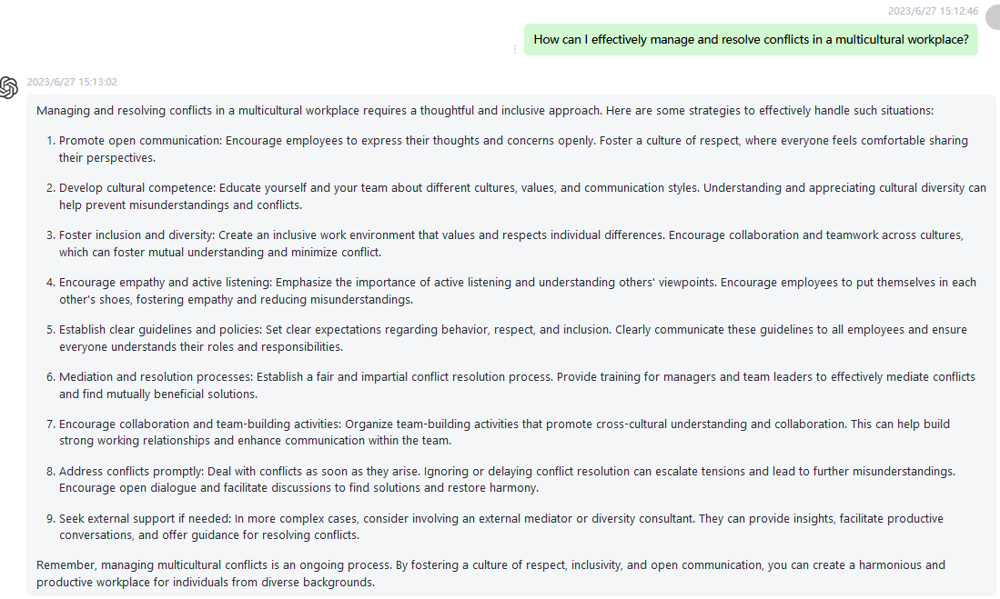 2023/6/27 15:12:46
How can I effectively manage and resolve conflicts in a multicultural workplace?
2023/6/27 15:13:02
Managing and resolving conflicts in a multicultural workplace requires a thoughtful and inclusive approach. Here are some strategies to effectively handle such situations:
1. Promote open communication: Encourage employees to express their thoughts and concerns openly. Foster a culture of respect, where everyone feels comfortable sharing
their perspectives.
2. Develop cultural competence: Educate yourself and your team about different cultures, values, and communication styles. Understanding and appreciating cultural diversity can
help prevent misunderstandings and conflicts.
3. Foster inclusion and diversity: Create an inclusive work environment that values and respects individual differences. Encourage collaboration and teamwork across cultures,
which can foster mutual understanding and minimize conflict.
4. Encourage empathy and active listening: Emphasize the importance of active listening and understanding others' viewpoints. Encourage employees to put themselves in each
other's shoes, fostering empathy and reducing misunderstandings.
5. Establish clear guidelines and policies: Set clear expectations regarding behavior, respect, and inclusion. Clearly communicate these guidelines to all employees and ensure
everyone understands their roles and responsibilities.
6. Mediation and resolution processes: Establish a fair and impartial conflict resolution process. Provide training for managers and team leaders to effectively mediate conflicts
and find mutually beneficial solutions.
7. Encourage collaboration and team-building activities: Organize team-building activities that promote cross-cultural understanding and collaboration. This can help build
strong working relationships and enhance communication within the team.
8. Address conflicts promptly: Deal with conflicts as soon as they arise. Ignoring or delaying conflict resolution can escalate tensions and lead to further misunderstandings.
Encourage open dialogue and facilitate discussions to find solutions and restore harmony.
9. Seek external support if needed: In more complex cases, consider involving an external mediator or diversity consultant. They can provide insights, facilitate productive
conversations, and offer guidance for resolving conflicts.
Remember, managing multicultural conflicts is an ongoing process. By fostering a culture of respect, inclusivity, and open communication, you can create a harmonious and
productive workplace for individuals from diverse backgrounds.